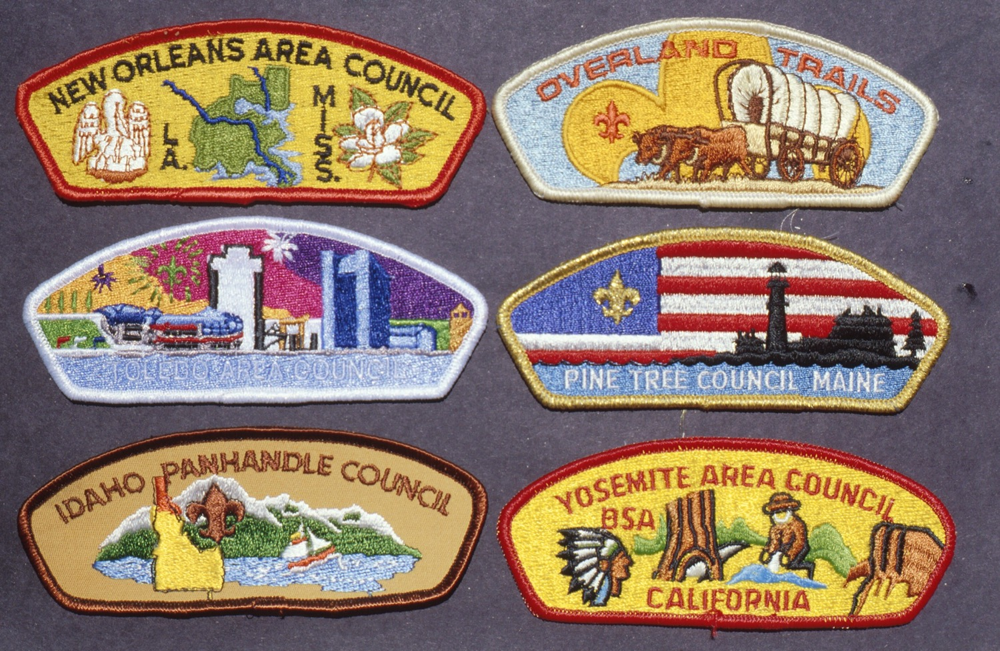 NEW ORLEANS AREA COUNCIL
LA.
MISS.
OVERLAND TRAILS
TOLEDO AREA COUNCIL
PINE TREE COUNCIL MAINE
IDAHO PANHANDLE COUNCIL
YOSEMITE AREA COUNCIL
BSA
CALIFORNIA